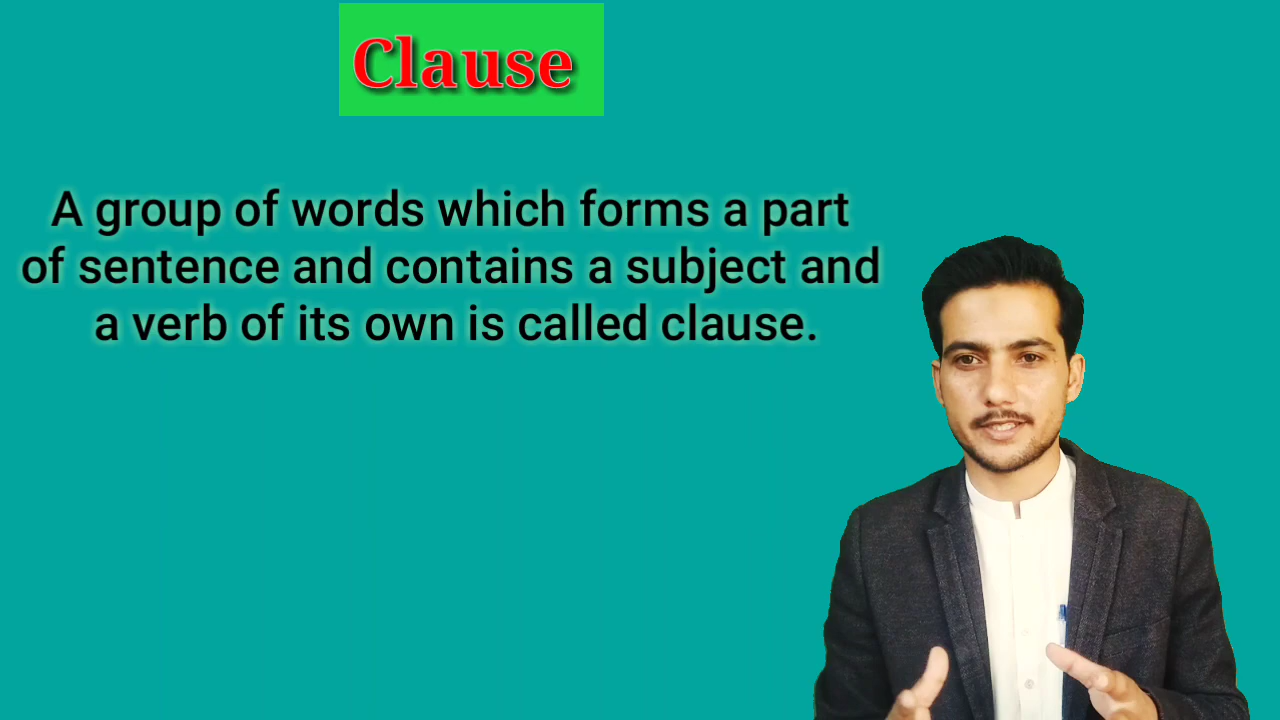 Clause
A group of words which forms a part
of sentence and contains a subject and
a verb of its own is called clause.